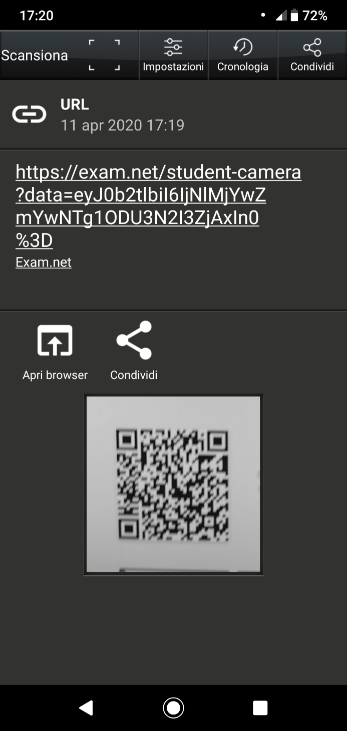 17:20
72%
Scansiona
Impostazioni
Cronologia
Condividi
URL
11 apr 2020 17:19
https://exam.net/student-camera
?data=eyJ0b2tlbiI6IjNlMjYwZ
mYwNTg1ODU3N2I3ZjAxIn0
%3D
Exam.net
Apri browser
Condividi